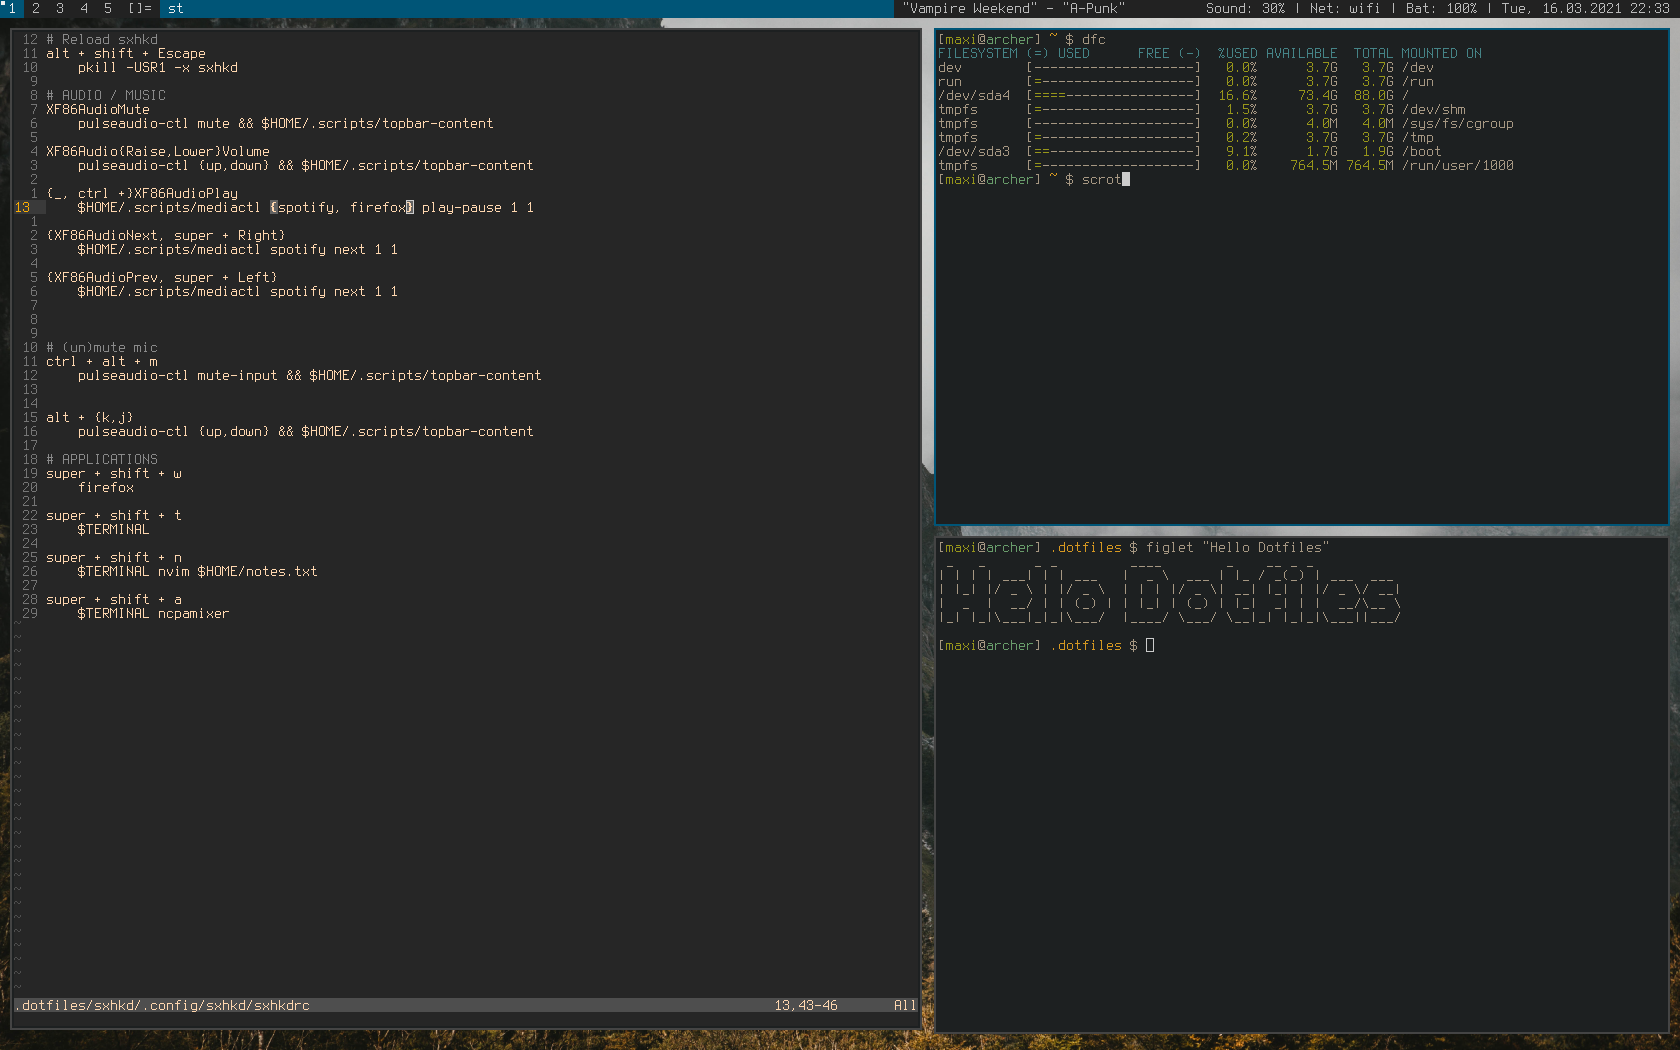 1 2 3 4 5 []= st "Vampire Weekend" - "A-Punk" Sound: 30% | Net: wifi | Bat: 100% | Tue, 16.03.2021 22:33
12 # Reload sxhkd
11 alt + shift + Escape
10     pkill -USR1 -x sxhkd
9
8 # AUDIO / MUSIC
7 XF86AudioMute
6     pulseaudio-ctl mute && $HOME/.scripts/topbar-content
5
4 XF86Audio{Raise,Lower}Volume
3     pulseaudio-ctl {up,down} && $HOME/.scripts/topbar-content
2
1 {_, ctrl +}XF86AudioPlay
13     $HOME/.scripts/mediactl {spotify, firefox} play-pause 1 1
1
2 {XF86AudioNext, super + Right}
3     $HOME/.scripts/mediactl spotify next 1 1
4
5 {XF86AudioPrev, super + Left}
6     $HOME/.scripts/mediactl spotify next 1 1
7
8
9
10 # (un)mute mic
11 ctrl + alt + m
12     pulseaudio-ctl mute-input && $HOME/.scripts/topbar-content
13
14
15 alt + {k,j}
16     pulseaudio-ctl {up,down} && $HOME/.scripts/topbar-content
17
18 # APPLICATIONS
19 super + shift + w
20     firefox
21
22 super + shift + t
23     $TERMINAL
24
25 super + shift + n
26     $TERMINAL nvim $HOME/notes.txt
27
28 super + shift + a
29     $TERMINAL ncpamixer
.dotfiles/sxhkd/.config/sxhkd/sxhkdrc 13,43-46 All
[maxi@archer] ~ $ dfc
FILESYSTEM (=) USED FREE (-) %USED AVAILABLE TOTAL MOUNTED ON
dev [--------------------] 0.0% 3.7G 3.7G /dev
run [=-------------------] 0.0% 3.7G 3.7G /run
/dev/sda4 [====----------------] 16.6% 73.4G 88.0G /
tmpfs [=-------------------] 1.5% 3.7G 3.7G /dev/shm
tmpfs [--------------------] 0.0% 4.0M 4.0M /sys/fs/cgroup
tmpfs [=-------------------] 0.2% 3.7G 3.7G /tmp
/dev/sda3 [==------------------] 9.1% 1.7G 1.9G /boot
tmpfs [=-------------------] 0.0% 764.5M 764.5M /run/user/1000
[maxi@archer] ~ $ scrot
[maxi@archer] .dotfiles $ figlet "Hello Dotfiles"
Hello Dotfiles
[maxi@archer] .dotfiles $